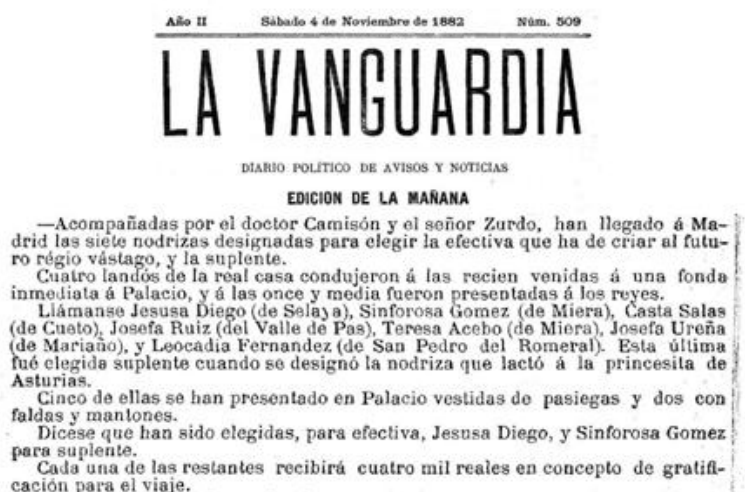 Año II Sábado 4 de Noviembre de 1882 Núm. 509
LA VANGUARDIA
DIARIO POLÍTICO DE AVISOS Y NOTICIAS
EDICION DE LA MAÑANA
—Acompañadas por el doctor Camisón y el señor Zurdo, han llegado á Ma-
drid las siete nodrizas designadas para elegir la efectiva que ha de criar al futu-
ro régio vástago, y la suplente.
Cuatro landós de la real casa condujeron á las recien venidas á una fonda
inmediata á Palacio, y á las once y media fueron presentadas á los reyes.
Llámanse Jesusa Diego (de Selaya), Sinforosa Gomez (de Miera), Casta Salas
(de Cueto), Josefa Ruiz (del Valle de Pas), Teresa Acebo (de Miera), Josefa Ureña
(de Mariaño), y Leocadia Fernandez (de San Pedro del Romeral). Esta última
fué elegida suplente cuando se designó la nodriza que lactó á la princesita de
Asturias.
Cinco de ellas se han presentado en Palacio vestidas de pasiegas y dos con
faldas y mantones.
Dícese que han sido elegidas, para efectiva, Jesusa Diego, y Sinforosa Gomez
para suplente.
Cada una de las restantes recibirá cuatro mil reales en concepto de gratifi-
cación para el viaje.